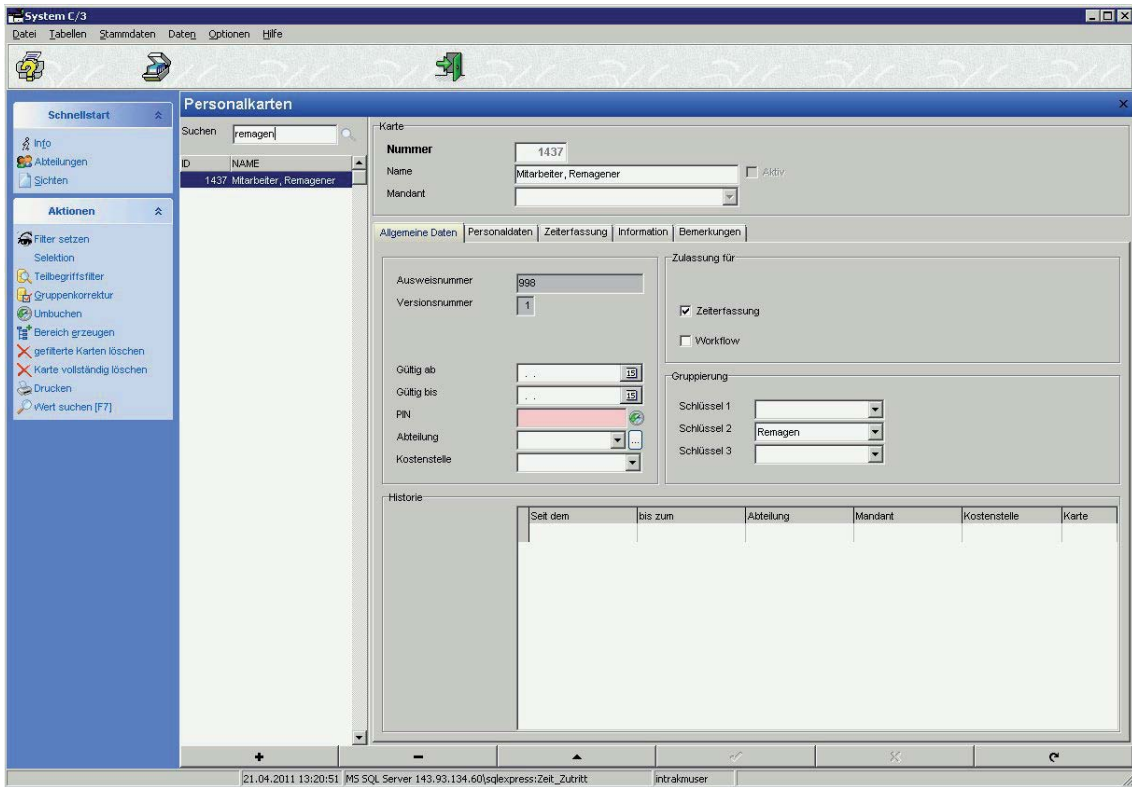 System C/3
Datei Tabellen Stammdaten Daten Optionen Hilfe
Schnellstart
Info
Abteilungen
Sichten
Aktionen
Filter setzen
Selektion
Teilbegriffsfilter
Gruppenkorrektur
Umbuchen
Bereich erzeugen
gefilterte Karten löschen
Karte vollständig löschen
Drucken
Wert suchen [F7]
Personalkarten
Suchen remagen
ID NAME
1437 Mitarbeiter, Remagener
Karte
Nummer 1437
Name Mitarbeiter, Remagener Aktiv
Mandant
Allgemeine Daten Personaldaten Zeiterfassung Information Bemerkungen
Ausweisnummer 998
Versionsnummer 1
Gültig ab . . 15
Gültig bis . . 15
PIN
Abteilung ...
Kostenstelle
Zulassung für
Zeiterfassung
Workflow
Gruppierung
Schlüssel 1
Schlüssel 2 Remagen
Schlüssel 3
Historie
Seit dem bis zum Abteilung Mandant Kostenstelle Karte
21.04.2011 13:20:51 MS SQL Server 143.93.134.60\sqlexpress:Zeit_Zutritt intrakmuser